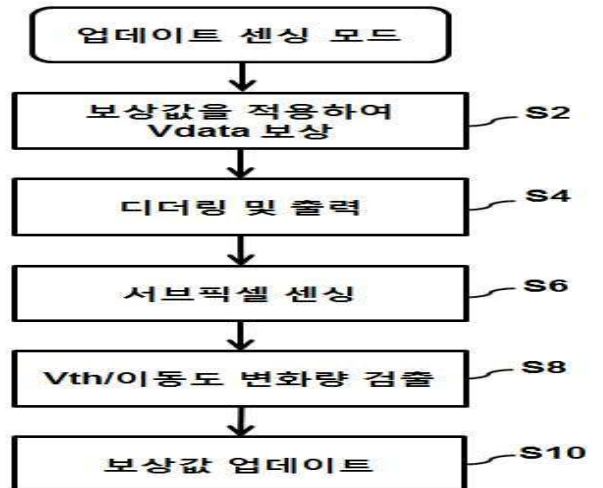 업데이트 센싱 모드
보상값을 적용하여
Vdata 보상
S2
디더링 및 출력
S4
서브픽셀 센싱
S6
Vth/이동도 변화량 검출
S8
보상값 업데이트
S10